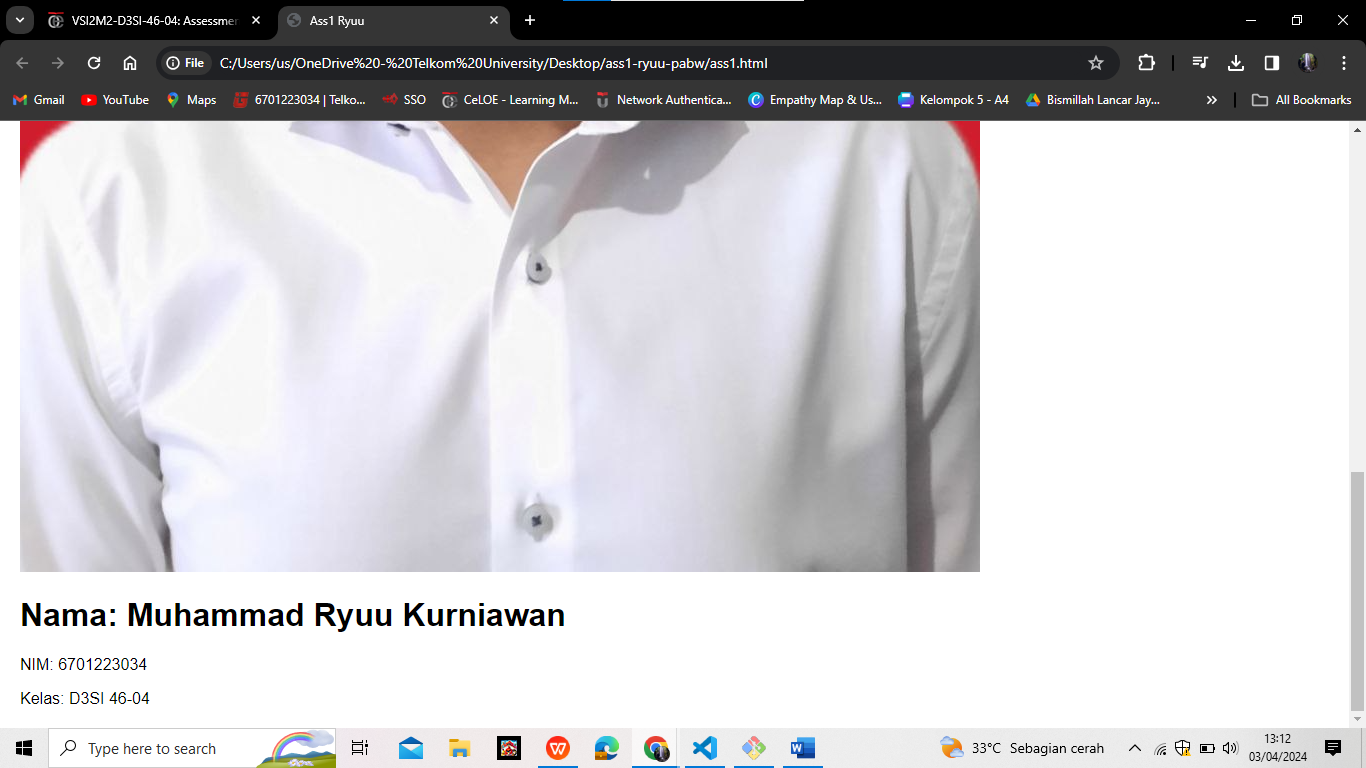 VSI2M2-D3SI-46-04: Assessmer
Ass1 Ryuu
File
C:/Users/us/OneDrive%20-%20Telkom%20University/Desktop/ass1-ryuu-pabw/ass1.html
Gmail
YouTube
Maps
6701223034 | Telko...
SSO
CeLOE - Learning M...
Network Authentica...
Empathy Map & Us...
Kelompok 5 - A4
Bismillah Lancar Jay...
All Bookmarks
Nama: Muhammad Ryuu Kurniawan
NIM: 6701223034
Kelas: D3SI 46-04
Type here to search
33°C Sebagian cerah
13:12
03/04/2024